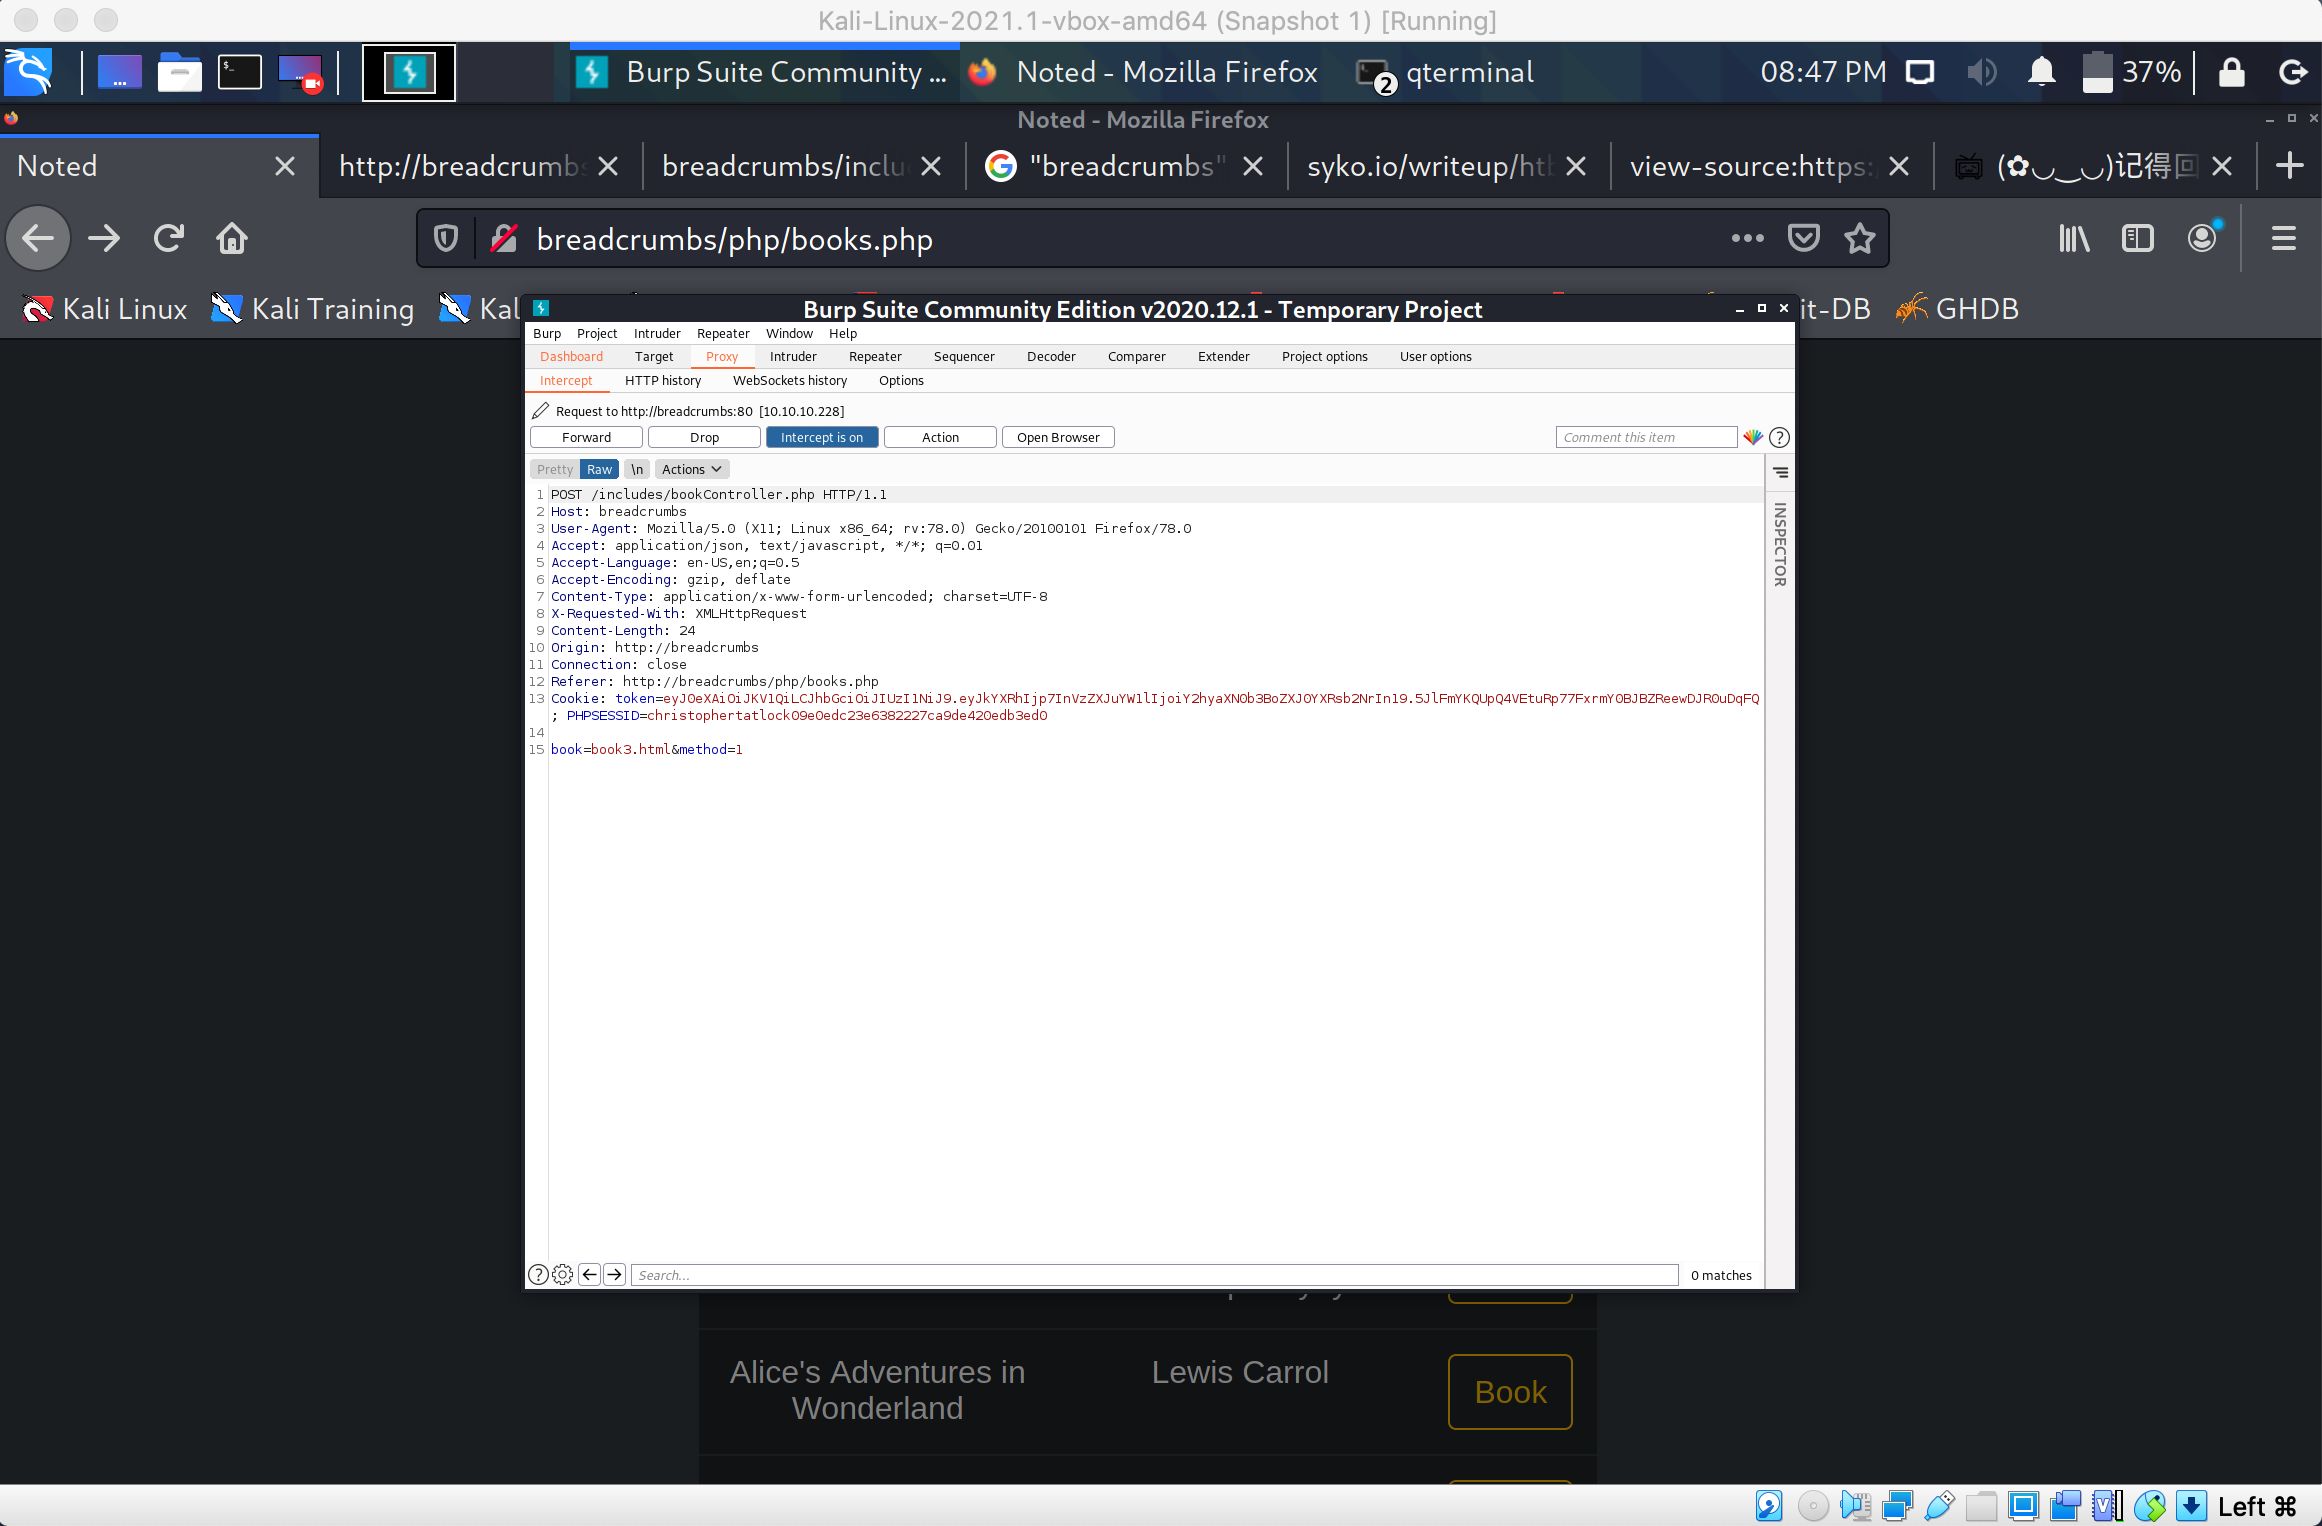 Kali-Linux-2021.1-vbox-amd64 (Snapshot 1) [Running]
Burp Suite Community ...
Noted - Mozilla Firefox
2
qterminal
08:47 PM
37%
Noted - Mozilla Firefox
Noted
http://breadcrumbs
breadcrumbs/inclu
"breadcrumbs"
syko.io/writeup/htb
view-source:https:/
(✿◡‿◡)记得回
breadcrumbs/php/books.php
Kali Linux
Kali Training
Kal
it-DB
GHDB
Burp Suite Community Edition v2020.12.1 - Temporary Project
Burp Project Intruder Repeater Window Help
Dashboard Target Proxy Intruder Repeater Sequencer Decoder Comparer Extender Project options User options
Intercept HTTP history WebSockets history Options
Request to http://breadcrumbs:80 [10.10.10.228]
Forward Drop Intercept is on Action Open Browser Comment this item ?
Pretty Raw \n Actions
INSPECTOR
1 POST /includes/bookController.php HTTP/1.1
2 Host: breadcrumbs
3 User-Agent: Mozilla/5.0 (X11; Linux x86_64; rv:78.0) Gecko/20100101 Firefox/78.0
4 Accept: application/json, text/javascript, */*; q=0.01
5 Accept-Language: en-US,en;q=0.5
6 Accept-Encoding: gzip, deflate
7 Content-Type: application/x-www-form-urlencoded; charset=UTF-8
8 X-Requested-With: XMLHttpRequest
9 Content-Length: 24
10 Origin: http://breadcrumbs
11 Connection: close
12 Referer: http://breadcrumbs/php/books.php
13 Cookie: token=eyJ0eXAiOiJKV1QiLCJhbGciOiJIUzI1NiJ9.eyJkYXRhIjp7InVzZXJuYW1lIjoiY2hyaXN0b3BoZXJ0YXRsb2NrIn19.5JlFmYKQUpQ4VEtuRp77FxrmY0BJBZReewDJR0uDqFQ
; PHPSESSID=christophertatlock09e0edc23e6382227ca9de420edb3ed0
14
15 book=book3.html&method=1
? Search... 0 matches
Alice's Adventures in
Wonderland
Lewis Carrol
Book
Left ⌘